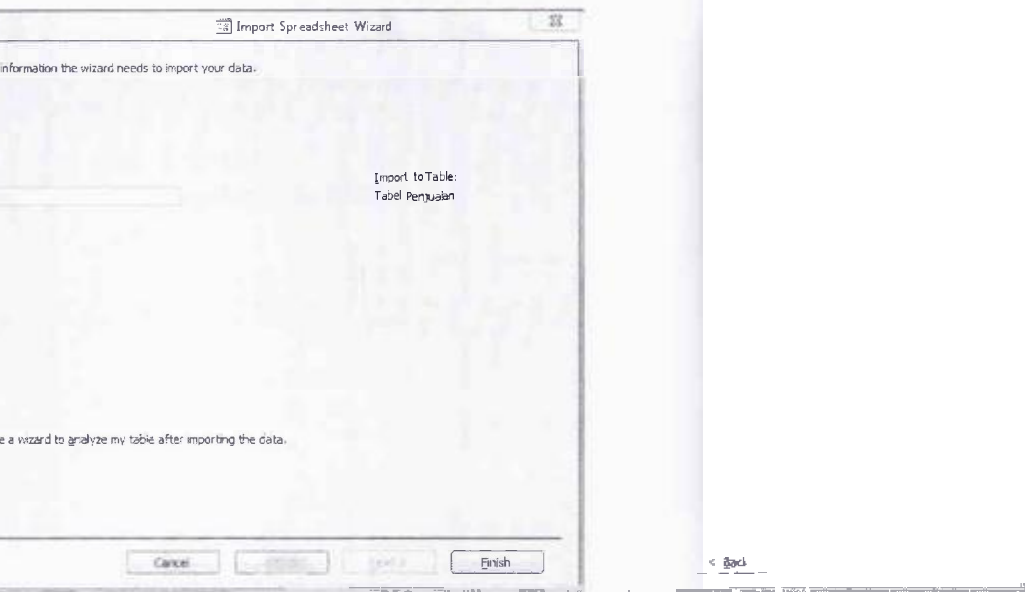 Import Spreadsheet Wizard
information the wizard needs to import your data.
Import to Table:
Tabel Penjualan
e a wizard to analyze my table after importing the data.
Cancel
Finish
< Back